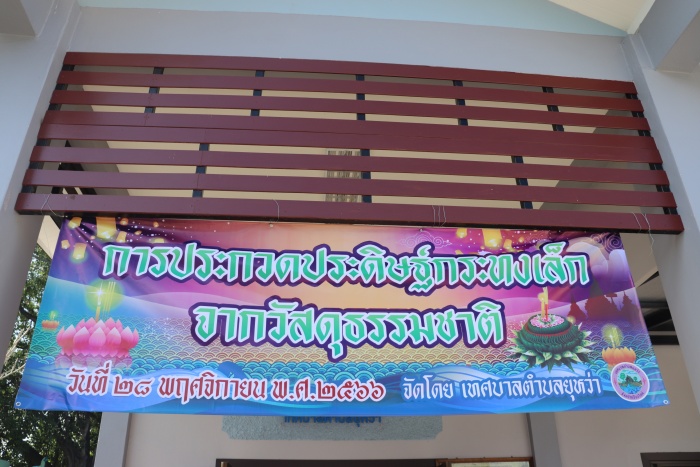 การประกวดประดิษฐ์กระทงเล็ก
จากวัสดุธรรมชาติ
วันที่ ๒๘ พฤศจิกายน พ.ศ.๒๕๖๖ จัดโดย เทศบาลตำบลยุหว่า